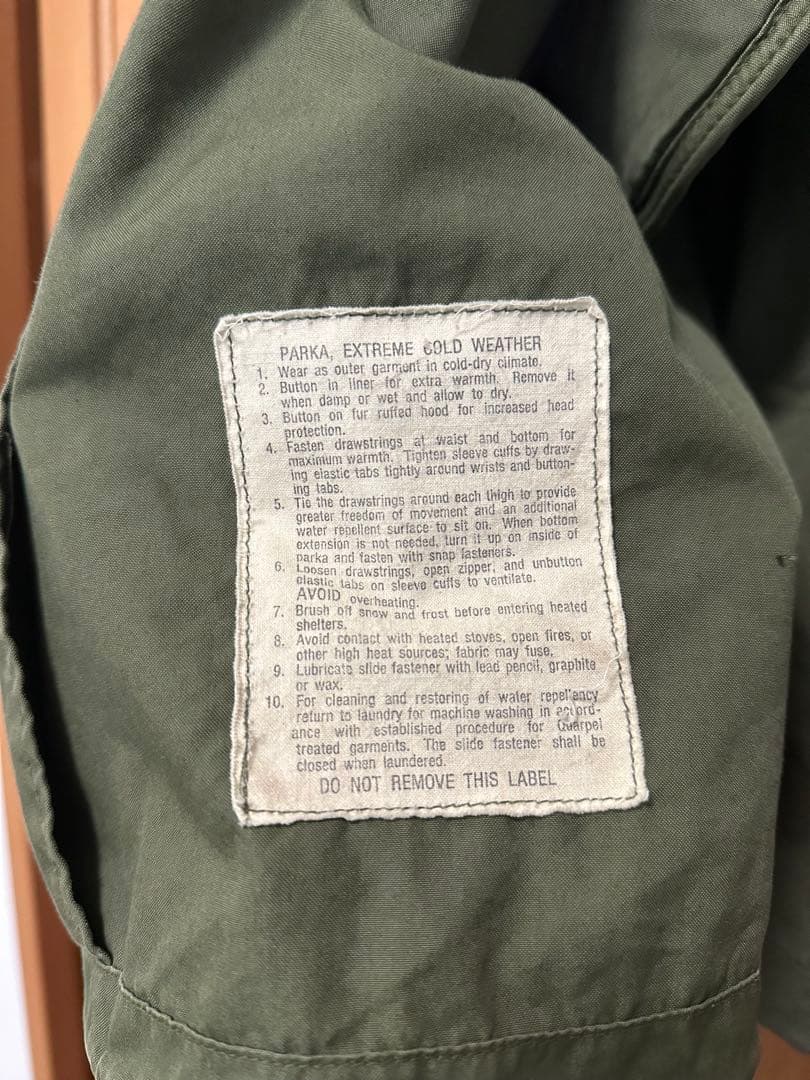 PARKA, EXTREME COLD WEATHER
1. Wear as outer garment in cold-dry climate.
2. Button in liner for extra warmth. Remove it
when damp or wet and allow to dry.
3. Button on fur ruffed hood for increased head
protection.
4. Fasten drawstrings at waist and bottom for
maximum warmth. Tighten sleeve cuffs by draw-
ing elastic tabs tightly around wrists and button-
ing tabs.
5. Tie the drawstrings around each thigh to provide
greater freedom of movement and an additional
water repellent surface to sit on. When bottom
extension is not needed, turn it up on inside of
parka and fasten with snap fasteners.
6. Loosen drawstrings, open zipper, and unbutton
elastic tabs on sleeve cuffs to ventilate.
AVOID overheating.
7. Brush off snow and frost before entering heated
shelters.
8. Avoid contact with heated stoves, open fires, or
other high heat sources; fabric may fuse.
9. Lubricate slide fastener with lead pencil, graphite
or wax.
10. For cleaning and restoring of water repellency
return to laundry for machine washing in accord-
ance with established procedure for Quarpel
treated garments. The slide fastener shall be
closed when laundered.
DO NOT REMOVE THIS LABEL